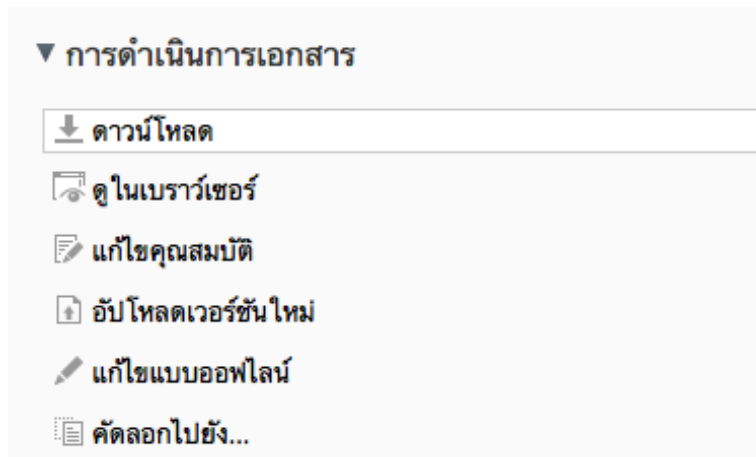 การดำเนินการเอกสาร
ดาวน์โหลด
ดูในเบราว์เซอร์
แก้ไขคุณสมบัติ
อัปโหลดเวอร์ชันใหม่
แก้ไขแบบออฟไลน์
คัดลอกไปยัง...